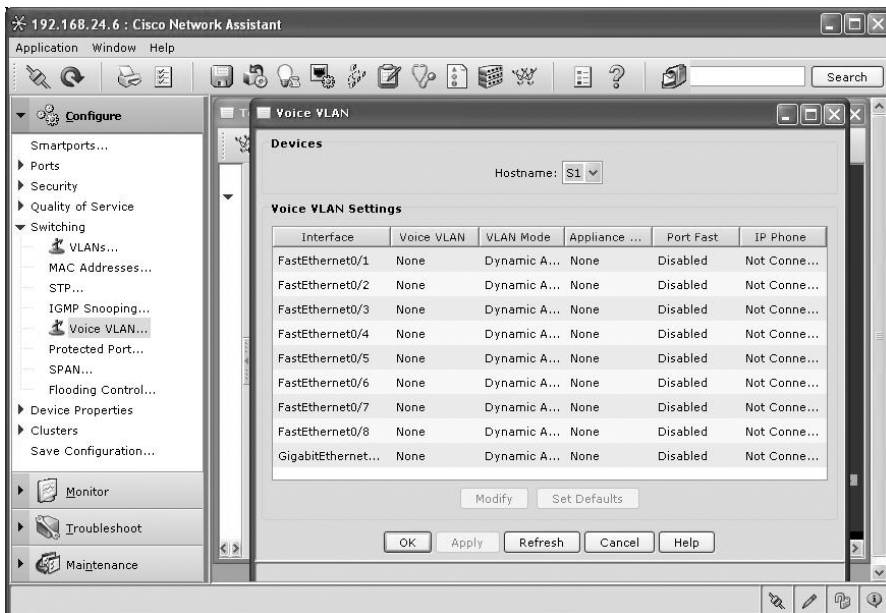 192.168.24.6 : Cisco Network Assistant
Application Window Help
Search
Configure
Smartports...
Ports
Security
Quality of Service
Switching
VLANs...
MAC Addresses...
STP...
IGMP Snooping...
Voice VLAN...
Protected Port...
SPAN...
Flooding Control...
Device Properties
Clusters
Save Configuration...
Monitor
Troubleshoot
Maintenance
Voice VLAN
Devices
Hostname: S1
Voice VLAN Settings
Interface Voice VLAN VLAN Mode Appliance ... Port Fast IP Phone
FastEthernet0/1 None Dynamic A... None Disabled Not Conne...
FastEthernet0/2 None Dynamic A... None Disabled Not Conne...
FastEthernet0/3 None Dynamic A... None Disabled Not Conne...
FastEthernet0/4 None Dynamic A... None Disabled Not Conne...
FastEthernet0/5 None Dynamic A... None Disabled Not Conne...
FastEthernet0/6 None Dynamic A... None Disabled Not Conne...
FastEthernet0/7 None Dynamic A... None Disabled Not Conne...
FastEthernet0/8 None Dynamic A... None Disabled Not Conne...
GigabitEthernet... None Dynamic A... None Disabled Not Conne...
Modify Set Defaults
OK Apply Refresh Cancel Help